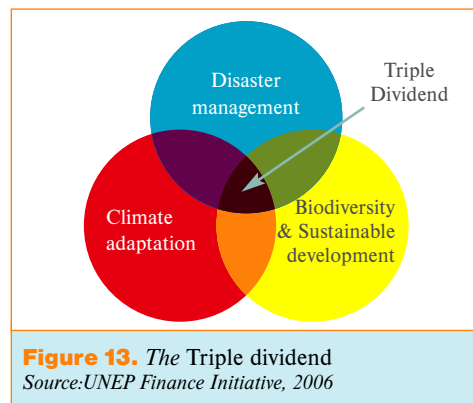 Disaster
management
Triple
Dividend
Climate
adaptation
Biodiversity
& Sustainable
development
Figure 13. The Triple dividend
Source:UNEP Finance Initiative, 2006